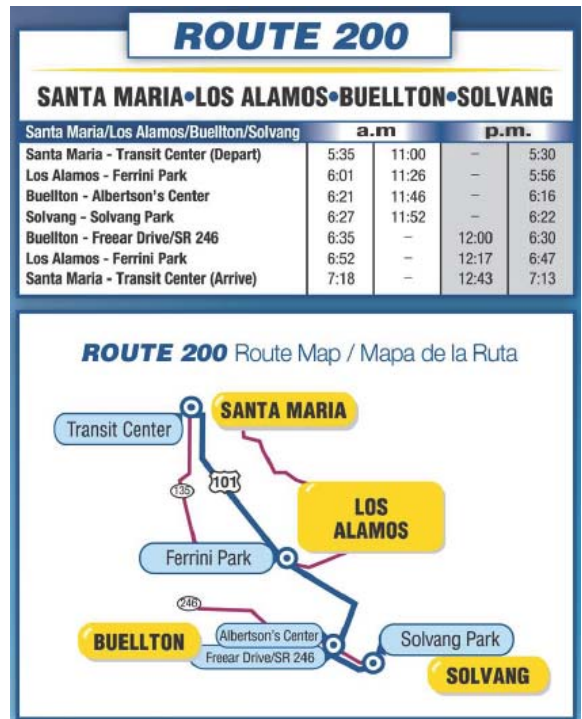 ROUTE 200
SANTA MARIA•LOS ALAMOS•BUELLTON•SOLVANG
Santa Maria/Los Alamos/Buellton/Solvang a.m p.m.
Santa Maria - Transit Center (Depart) 5:35 11:00 – 5:30
Los Alamos - Ferrini Park 6:01 11:26 – 5:56
Buellton - Albertson's Center 6:21 11:46 – 6:16
Solvang - Solvang Park 6:27 11:52 – 6:22
Buellton - Freear Drive/SR 246 6:35 – 12:00 6:30
Los Alamos - Ferrini Park 6:52 – 12:17 6:47
Santa Maria - Transit Center (Arrive) 7:18 – 12:43 7:13
ROUTE 200 Route Map / Mapa de la Ruta
SANTA MARIA
Transit Center
101
135
LOS
ALAMOS
Ferrini Park
246
BUELLTON
Albertson's Center
Freear Drive/SR 246
Solvang Park
SOLVANG